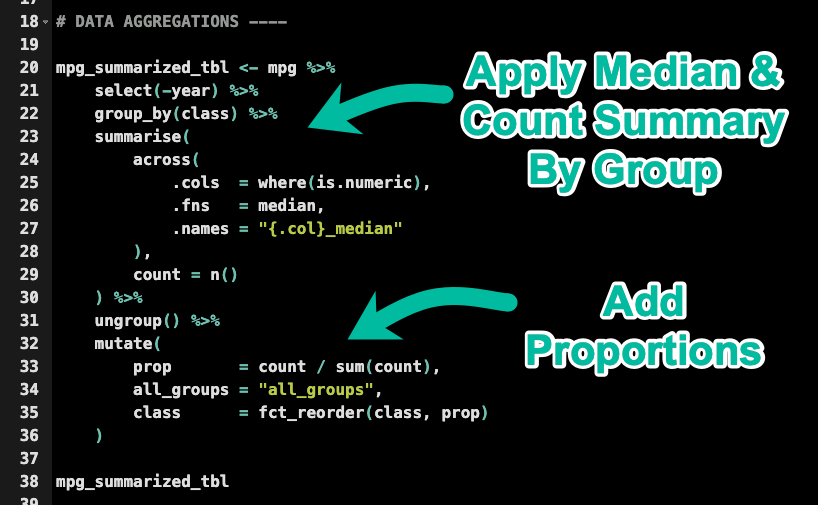 18 # DATA AGGREGATIONS ----
19
20 mpg_summarized_tbl <- mpg %>%
21 select(-year) %>%
22 group_by(class) %>%
23 summarise(
24 across(
25 .cols = where(is.numeric),
26 .fns = median,
27 .names = "{.col}_median"
28 ),
29 count = n()
30 ) %>%
31 ungroup() %>%
32 mutate(
33 prop = count / sum(count),
34 all_groups = "all_groups",
35 class = fct_reorder(class, prop)
36 )
37
38 mpg_summarized_tbl
39
Apply Median &
Count Summary
By Group
Add
Proportions